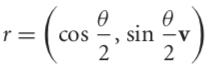 r = ( cos θ/2 , sin θ/2 v )